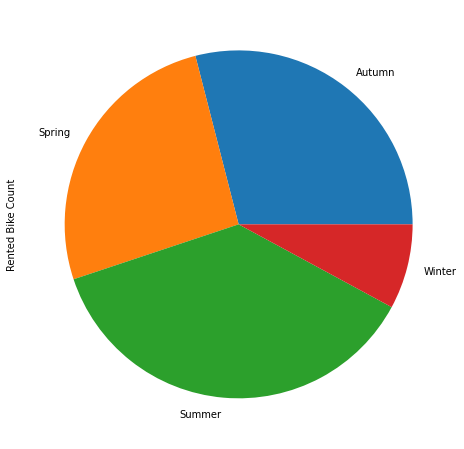 Autumn
Spring
Rented Bike Count
Winter
Summer